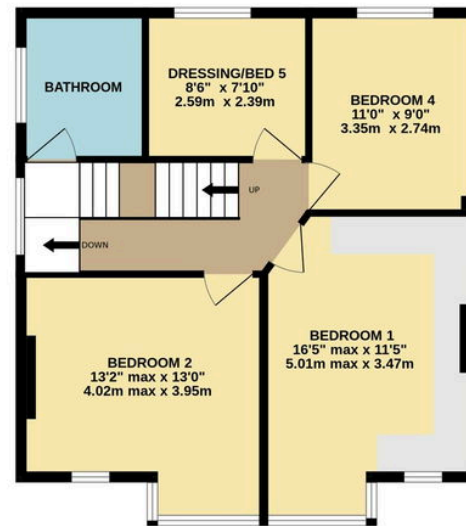 BATHROOM
DRESSING/BED 5
8'6" x 7'10"
2.59m x 2.39m
BEDROOM 4
11'0" x 9'0"
3.35m x 2.74m
UP
DOWN
BEDROOM 2
13'2" max x 13'0"
4.02m max x 3.95m
BEDROOM 1
16'5" max x 11'5"
5.01m max x 3.47m